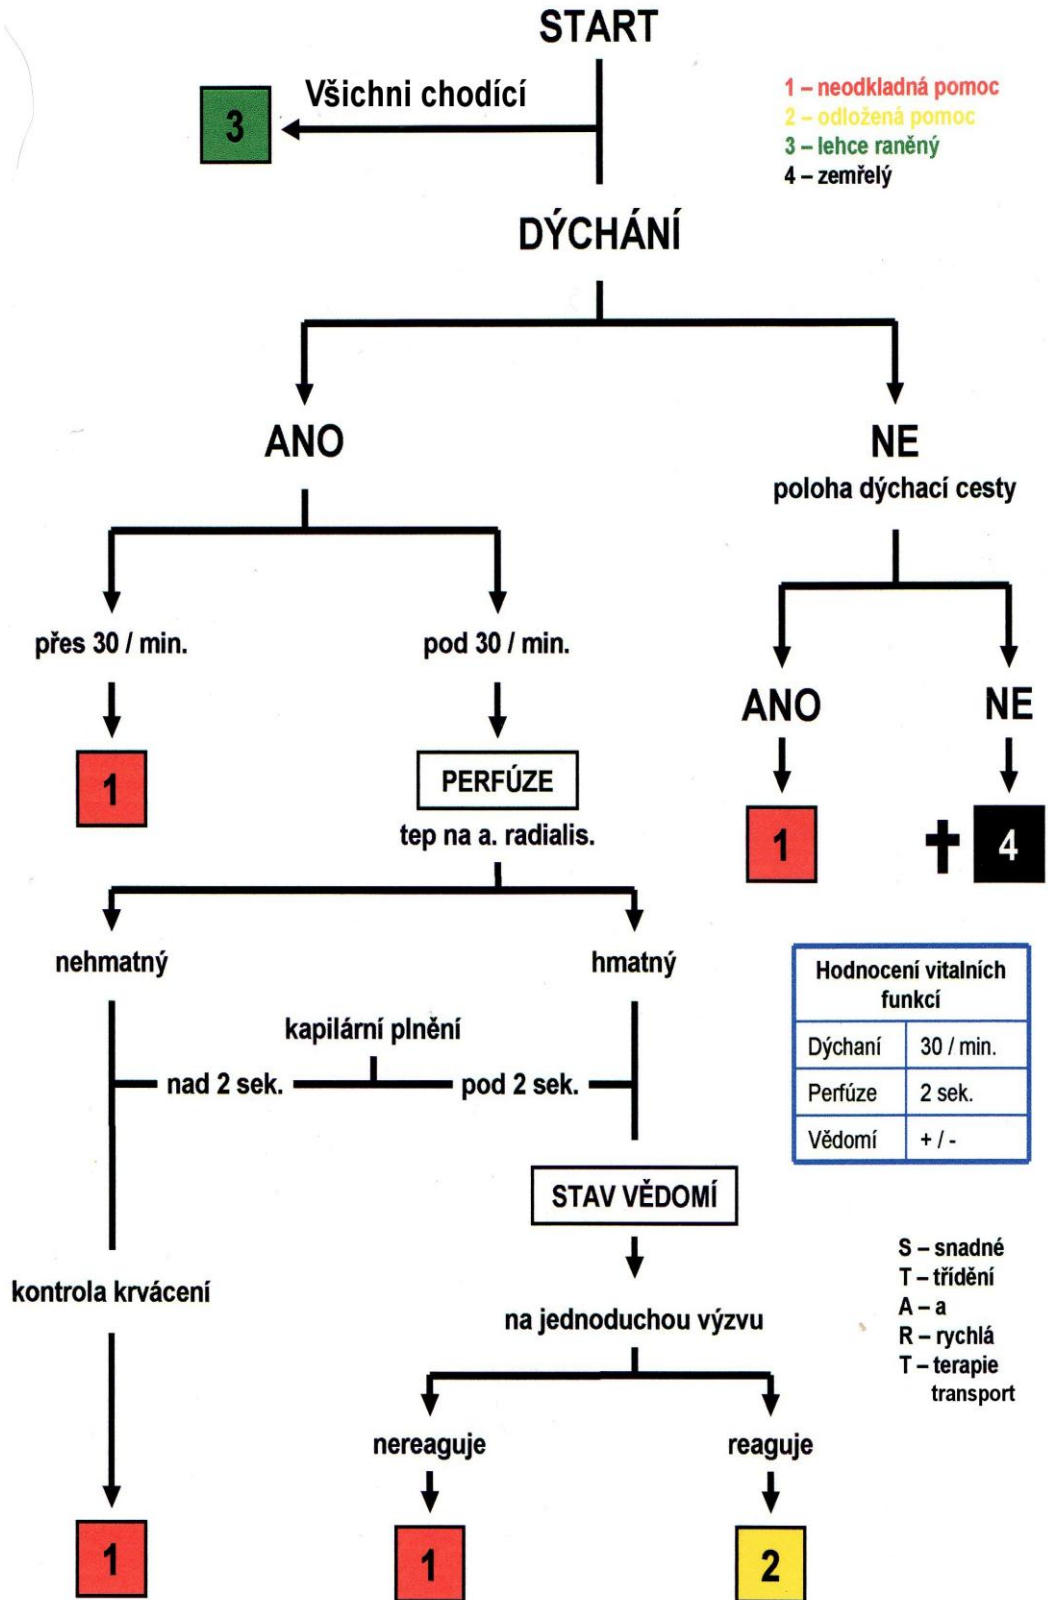 START
Všichni chodící
3
1 – neodkladná pomoc
2 – odložená pomoc
3 – lehce raněný
4 – zemřelý
DÝCHÁNÍ
ANO
NE
poloha dýchací cesty
přes 30 / min.
pod 30 / min.
ANO
NE
1
PERFÚZE
tep na a. radialis.
1
4
nehmatný
hmatný
kapilární plnění
nad 2 sek.
pod 2 sek.
Hodnocení vitalních
funkcí
Dýchaní
30 / min.
Perfúze
2 sek.
Vědomí
+ / -
STAV VĚDOMÍ
S – snadné
T – třídění
A – a
R – rychlá
T – terapie
transport
kontrola krvácení
na jednoduchou výzvu
nereaguje
reaguje
1
1
2